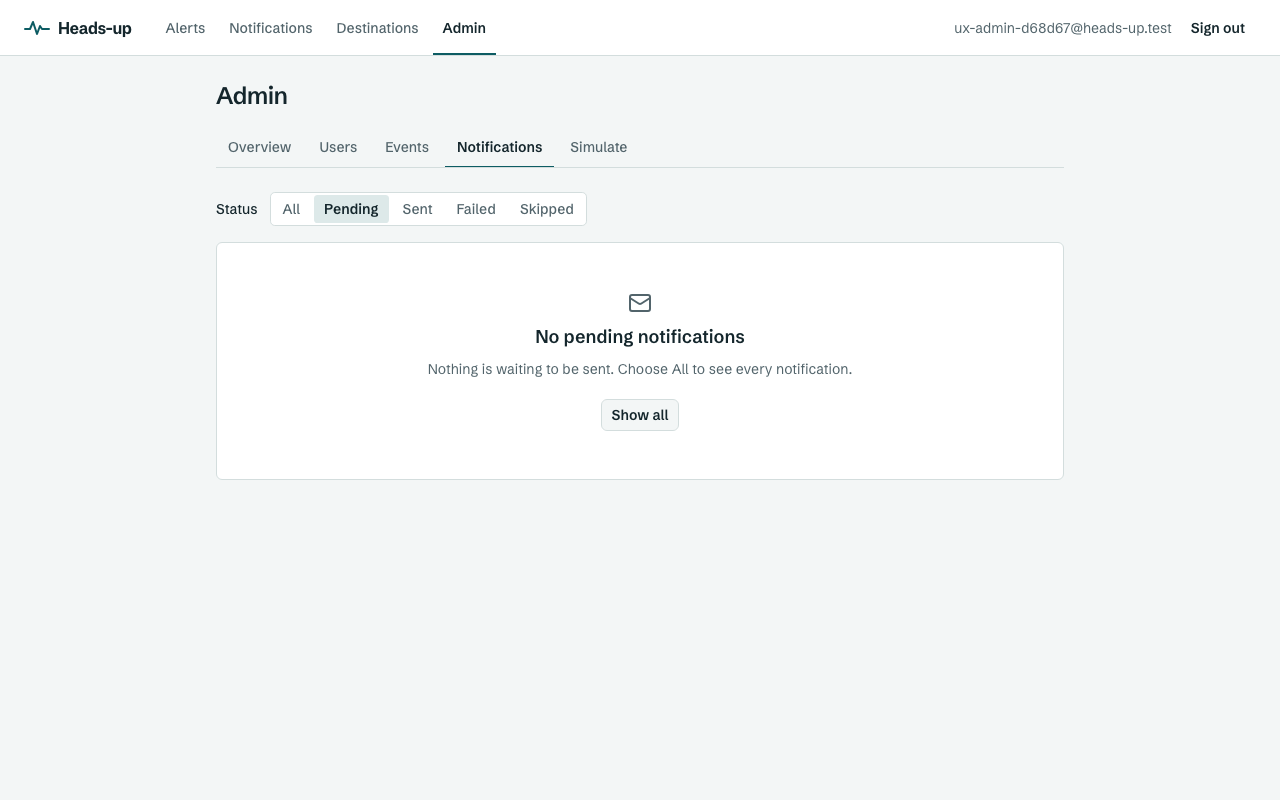 Heads-up Alerts Notifications Destinations Admin ux-admin-d68d67@heads-up.test Sign out
Admin
Overview Users Events Notifications Simulate
Status All Pending Sent Failed Skipped
No pending notifications
Nothing is waiting to be sent. Choose All to see every notification.
Show all